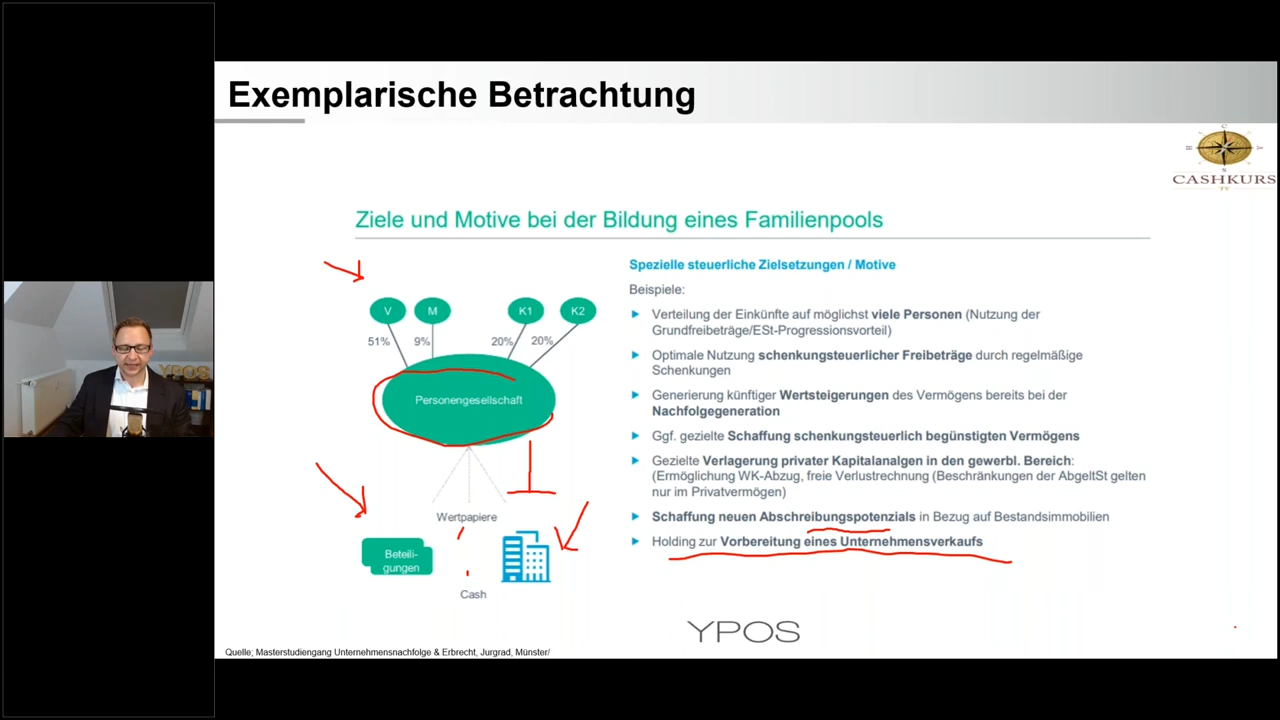 Exemplarische Betrachtung
CASHKURS
TV
Ziele und Motive bei der Bildung eines Familienpools
V
M
K1
K2
51%
9%
20%
20%
Personengesellschaft
Wertpapiere
Beteili-
gungen
Cash
Spezielle steuerliche Zielsetzungen / Motive
Beispiele:
Verteilung der Einkünfte auf möglichst viele Personen (Nutzung der
Grundfreibeträge/ESt-Progressionsvorteil)
Optimale Nutzung schenkungsteuerlicher Freibeträge durch regelmäßige
Schenkungen
Generierung künftiger Wertsteigerungen des Vermögens bereits bei der
Nachfolgegeneration
Ggf. gezielte Schaffung schenkungsteuerlich begünstigten Vermögens
Gezielte Verlagerung privater Kapitalanalgen in den gewerbl. Bereich:
(Ermöglichung WK-Abzug, freie Verlustrechnung (Beschränkungen der AbgeltSt gelten
nur im Privatvermögen)
Schaffung neuen Abschreibungspotenzials in Bezug auf Bestandsimmobilien
Holding zur Vorbereitung eines Unternehmensverkaufs
YPOS
Quelle; Masterstudiengang Unternehmensnachfolge & Erbrecht, Jurgrad, Münster/
YPOS